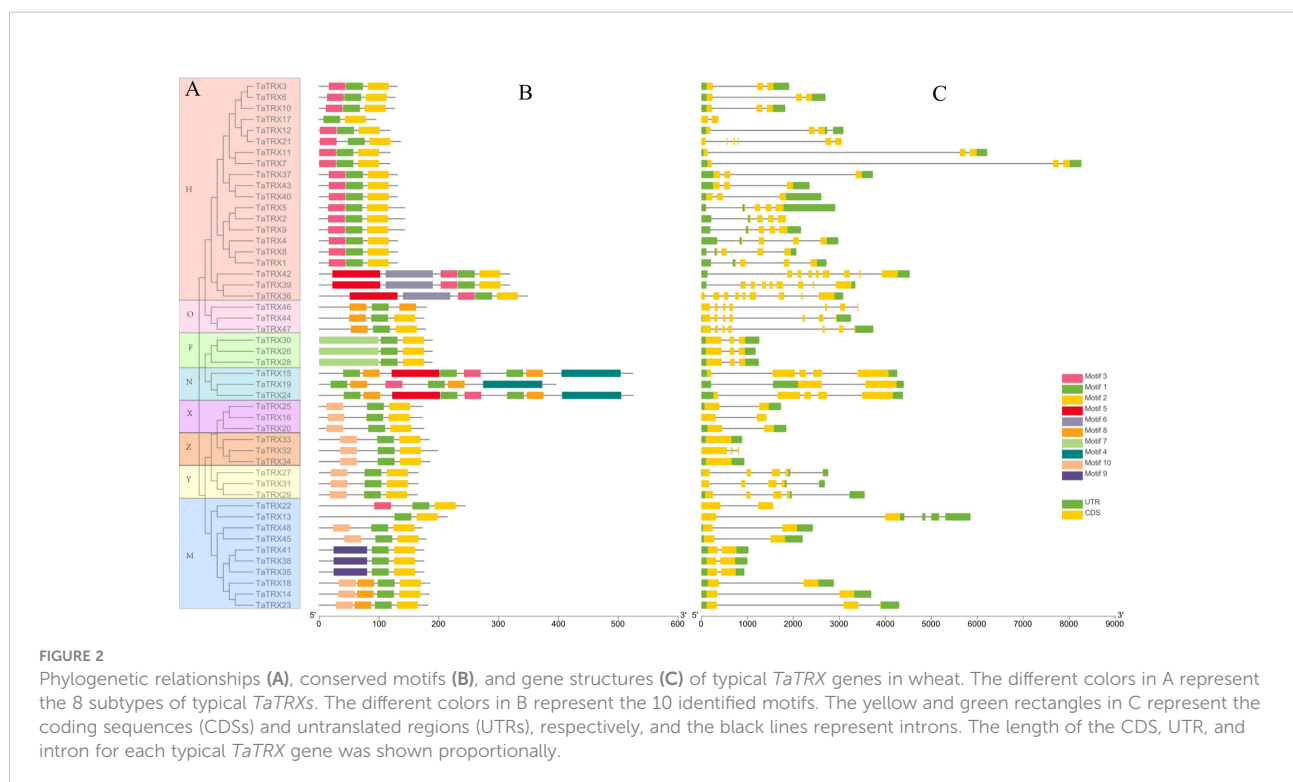 A
B
C
TaTRX3
TaTRX6
TaTRX10
TaTRX17
TaTRX12
TaTRX21
TaTRX11
TaTRX7
TaTRX37
TaTRX43
TaTRX40
TaTRX5
TaTRX2
TaTRX9
TaTRX4
TaTRX8
TaTRX1
TaTRX42
TaTRX39
TaTRX36
TaTRX46
TaTRX44
TaTRX47
TaTRX30
TaTRX26
TaTRX28
TaTRX15
TaTRX19
TaTRX24
TaTRX25
TaTRX16
TaTRX20
TaTRX33
TaTRX32
TaTRX34
TaTRX27
TaTRX31
TaTRX29
TaTRX22
TaTRX13
TaTRX48
TaTRX45
TaTRX41
TaTRX38
TaTRX35
TaTRX18
TaTRX14
TaTRX23
H
O
F
N
X
Z
Y
M
5' 3'
0 100 200 300 400 500 600
5' 3'
0 1000 2000 3000 4000 5000 6000 7000 8000 9000
Motif 3
Motif 1
Motif 2
Motif 5
Motif 6
Motif 8
Motif 7
Motif 4
Motif 10
Motif 9
UTR
CDS
FIGURE 2
Phylogenetic relationships (A), conserved motifs (B), and gene structures (C) of typical TaTRX genes in wheat. The different colors in A represent
the 8 subtypes of typical TaTRXs. The different colors in B represent the 10 identified motifs. The yellow and green rectangles in C represent the
coding sequences (CDSs) and untranslated regions (UTRs), respectively, and the black lines represent introns. The length of the CDS, UTR, and
intron for each typical TaTRX gene was shown proportionally.